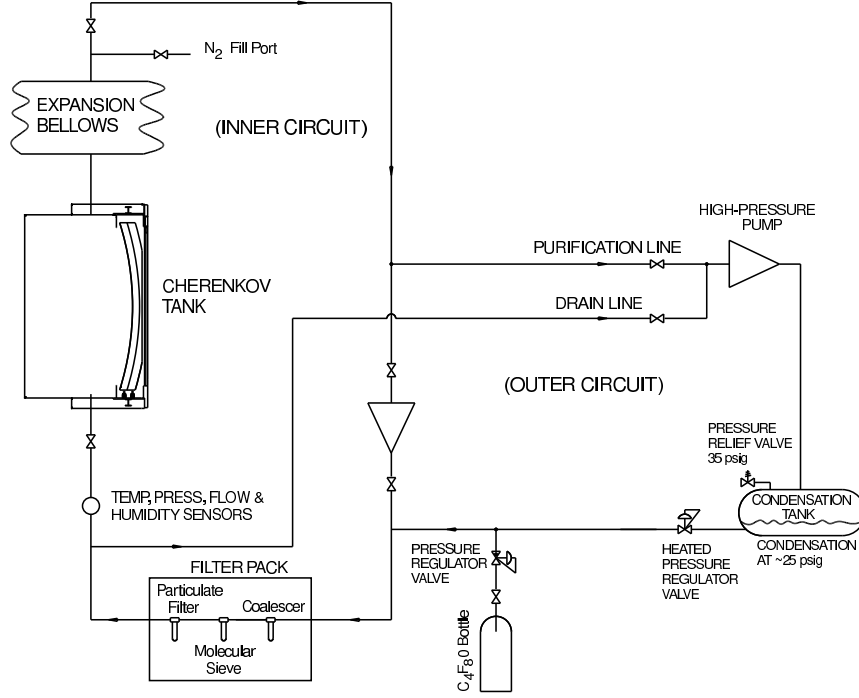 N2 Fill Port
EXPANSION
BELLOWS
(INNER CIRCUIT)
HIGH-PRESSURE
PUMP
PURIFICATION LINE
CHERENKOV
TANK
DRAIN LINE
(OUTER CIRCUIT)
PRESSURE
RELIEF VALVE
35 psig
TEMP, PRESS, FLOW &
HUMIDITY SENSORS
CONDENSATION
TANK
CONDENSATION
AT ~25 psig
PRESSURE
REGULATOR
VALVE
HEATED
PRESSURE
REGULATOR
VALVE
FILTER PACK
Particulate
Filter
Coalescer
Molecular
Sieve
C4F80 Bottle